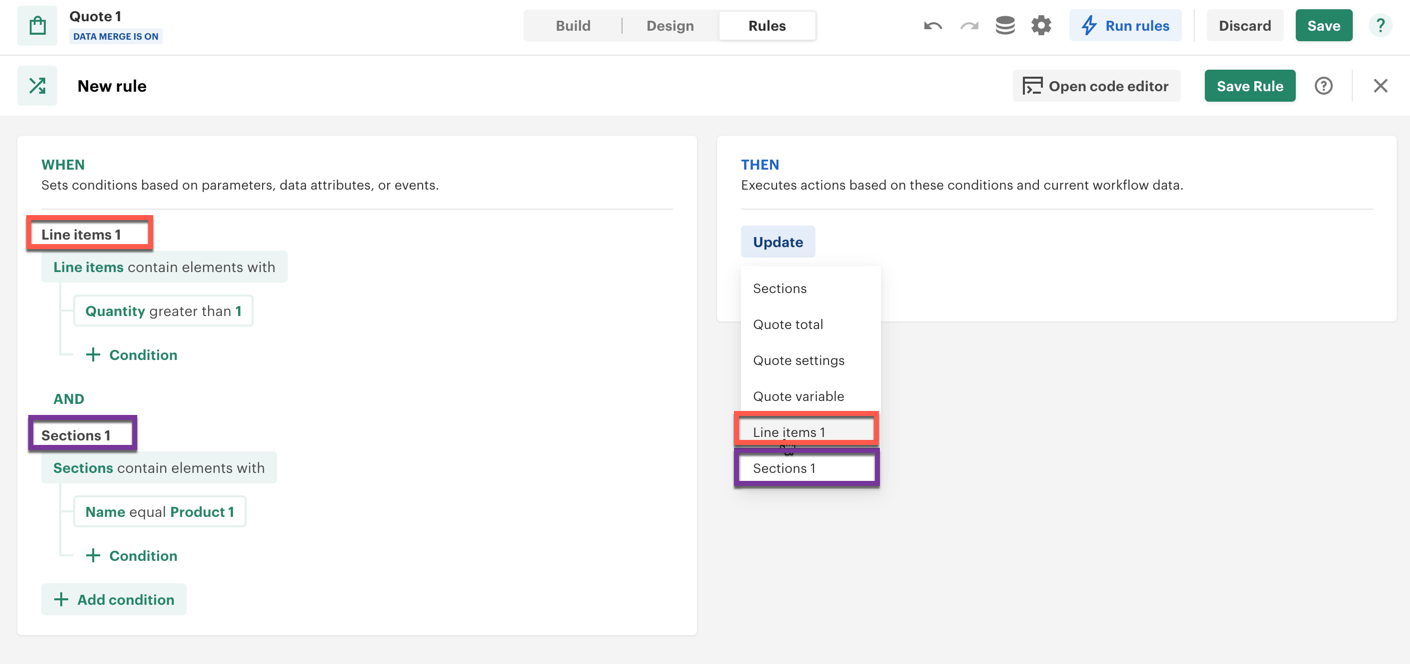 Quote 1
DATA MERGE IS ON
Build
Design
Rules
Run rules
Discard
Save
?
New rule
Open code editor
Save Rule
?
WHEN
Sets conditions based on parameters, data attributes, or events.
Line items 1
Line items contain elements with
Quantity greater than 1
+ Condition
AND
Sections 1
Sections contain elements with
Name equal Product 1
+ Condition
+ Add condition
THEN
Executes actions based on these conditions and current workflow data.
Update
Sections
Quote total
Quote settings
Quote variable
Line items 1
Sections 1